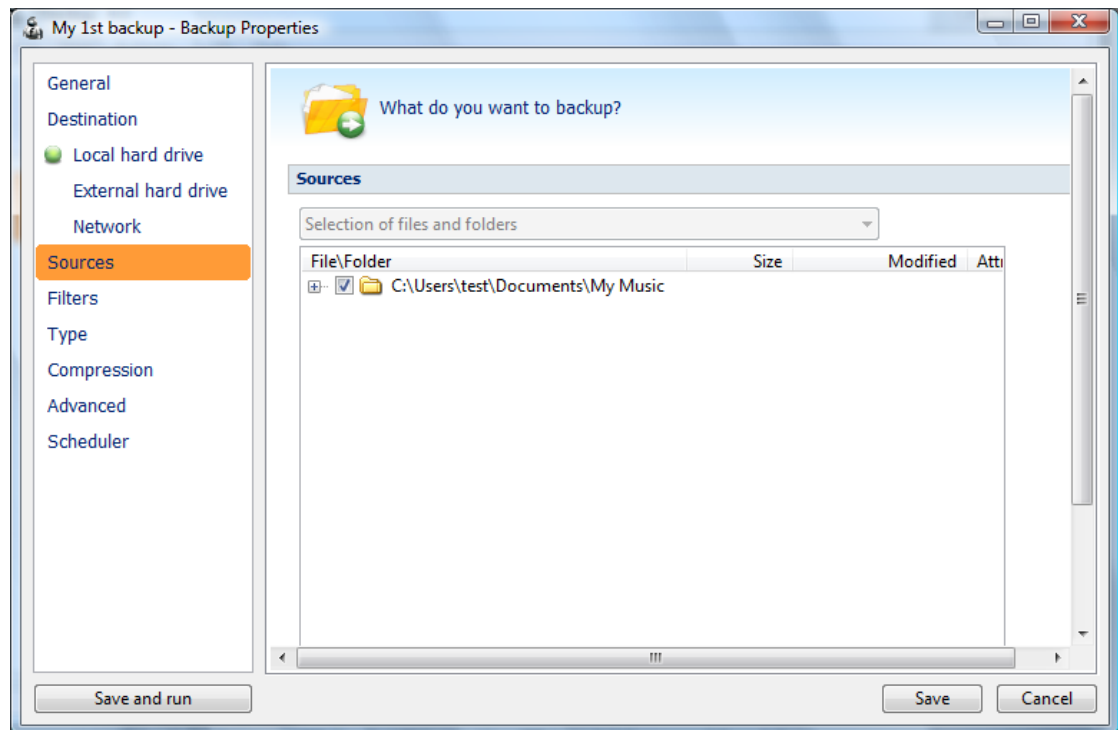 My 1st backup - Backup Properties
General
Destination
Local hard drive
External hard drive
Network
Sources
Filters
Type
Compression
Advanced
Scheduler
What do you want to backup?
Sources
Selection of files and folders
File\Folder Size Modified Attr
C:\Users\test\Documents\My Music
Save and run
Save Cancel